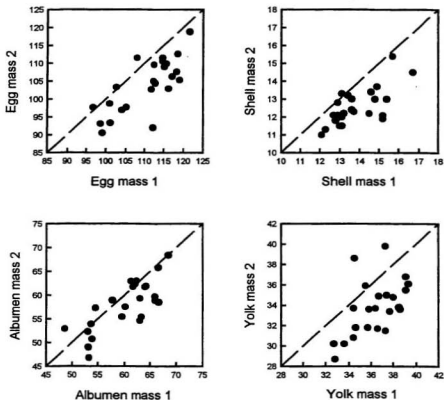 Egg mass 2
125
120
115
110
105
100
95
90
85
85 90 95 100 105 110 115 120 125
Egg mass 1
Shell mass 2
18
17
16
15
14
13
12
11
10
10 11 12 13 14 15 16 17 18
Shell mass 1
Albumen mass 2
75
70
65
60
55
50
45
45 50 55 60 65 70 75
Albumen mass 1
Yolk mass 2
42
40
38
36
34
32
30
28
28 30 32 34 36 38 40 42
Yolk mass 1